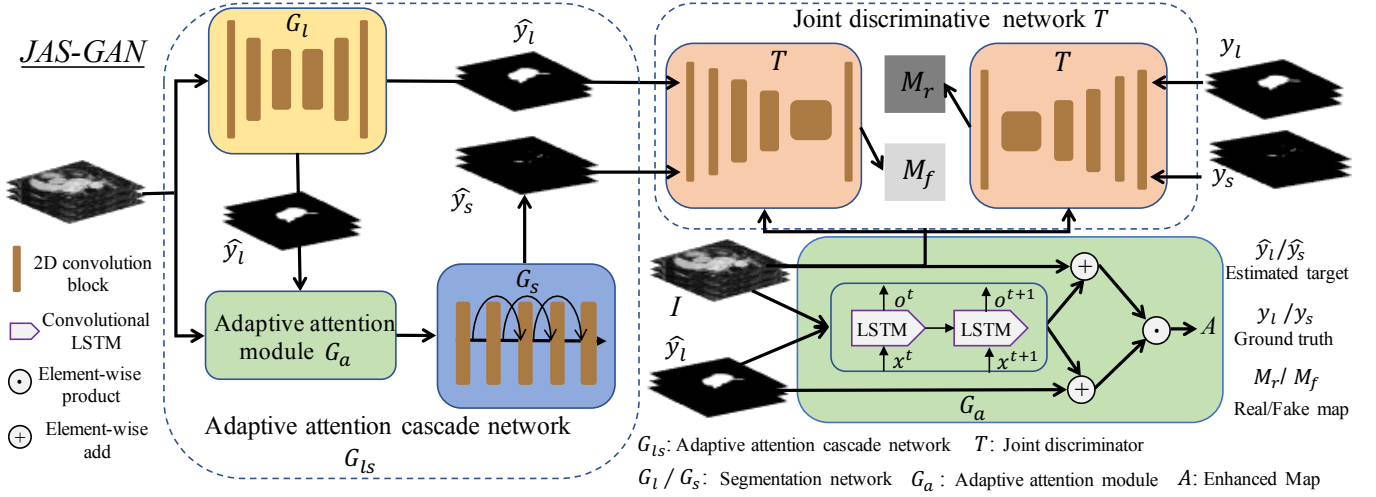 JAS-GAN
G_l
ŷ_l
ŷ_s
ŷ_l
2D convolution
block
Convolutional
LSTM
Element-wise
product
Element-wise
add
Adaptive attention
module G_a
G_s
Adaptive attention cascade network
G_ls
Joint discriminative network T
T
M_r
M_f
T
y_l
y_s
I
ŷ_l
o^t
o^{t+1}
LSTM
LSTM
x^t
x^{t+1}
G_a
A
ŷ_l/ŷ_s
Estimated target
y_l /y_s
Ground truth
M_r/ M_f
Real/Fake map
G_ls: Adaptive attention cascade network T: Joint discriminator
G_l / G_s: Segmentation network G_a: Adaptive attention module A: Enhanced Map